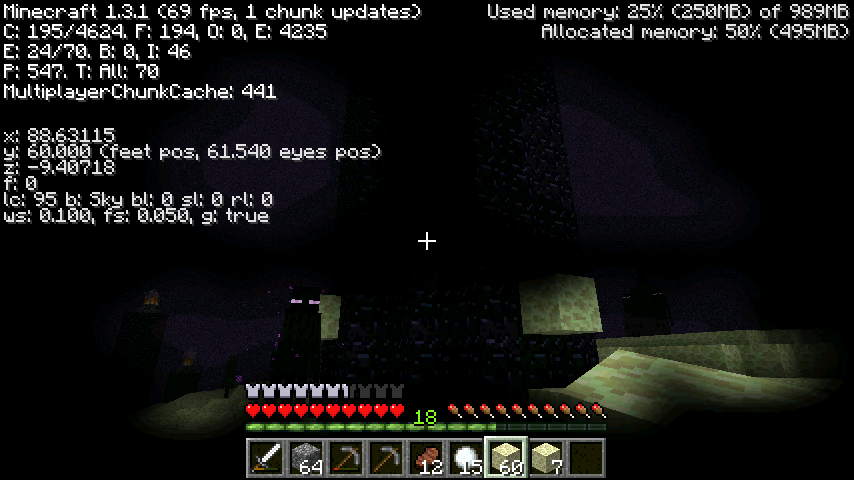 Minecraft 1.3.1 (69 fps, 1 chunk updates)
C: 195/4624. F: 194, O: 0, E: 4235
E: 24/70. B: 0, I: 46
P: 547. T: All: 70
MultiplayerChunkCache: 441
Used memory: 25% (250MB) of 989MB
Allocated memory: 50% (495MB)
x: 88.63115
y: 60.000 (feet pos, 61.540 eyes pos)
z: -9.40718
f: 0
lc: 95 b: Sky bl: 0 sl: 0 rl: 0
ws: 0.100, fs: 0.050, g: true
18
64 12 15 60 7